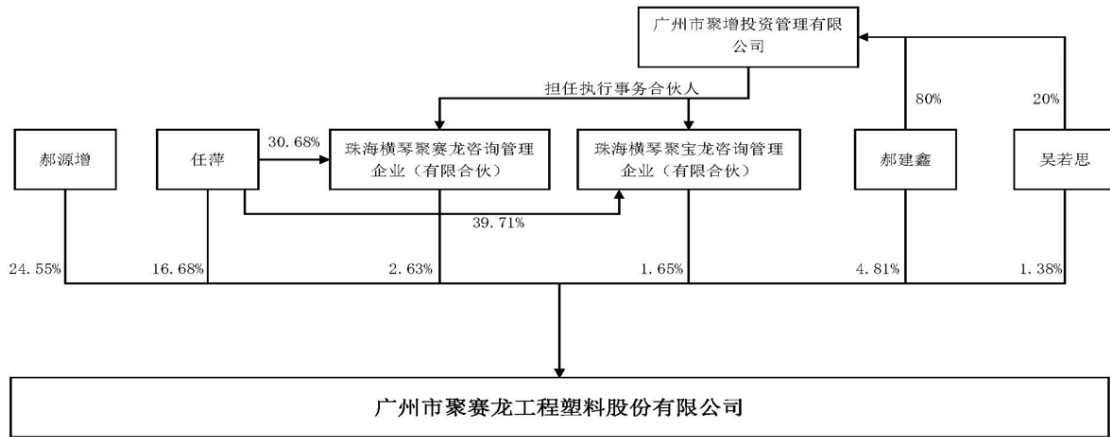 广州市聚增投资管理有限
公司
担任执行事务合伙人
80%
20%
郝源增
任萍
30.68%
珠海横琴聚赛龙咨询管理
企业（有限合伙）
珠海横琴聚宝龙咨询管理
企业（有限合伙）
郝建鑫
吴若思
39.71%
24.55%
16.68%
2.63%
1.65%
4.81%
1.38%
广州市聚赛龙工程塑料股份有限公司